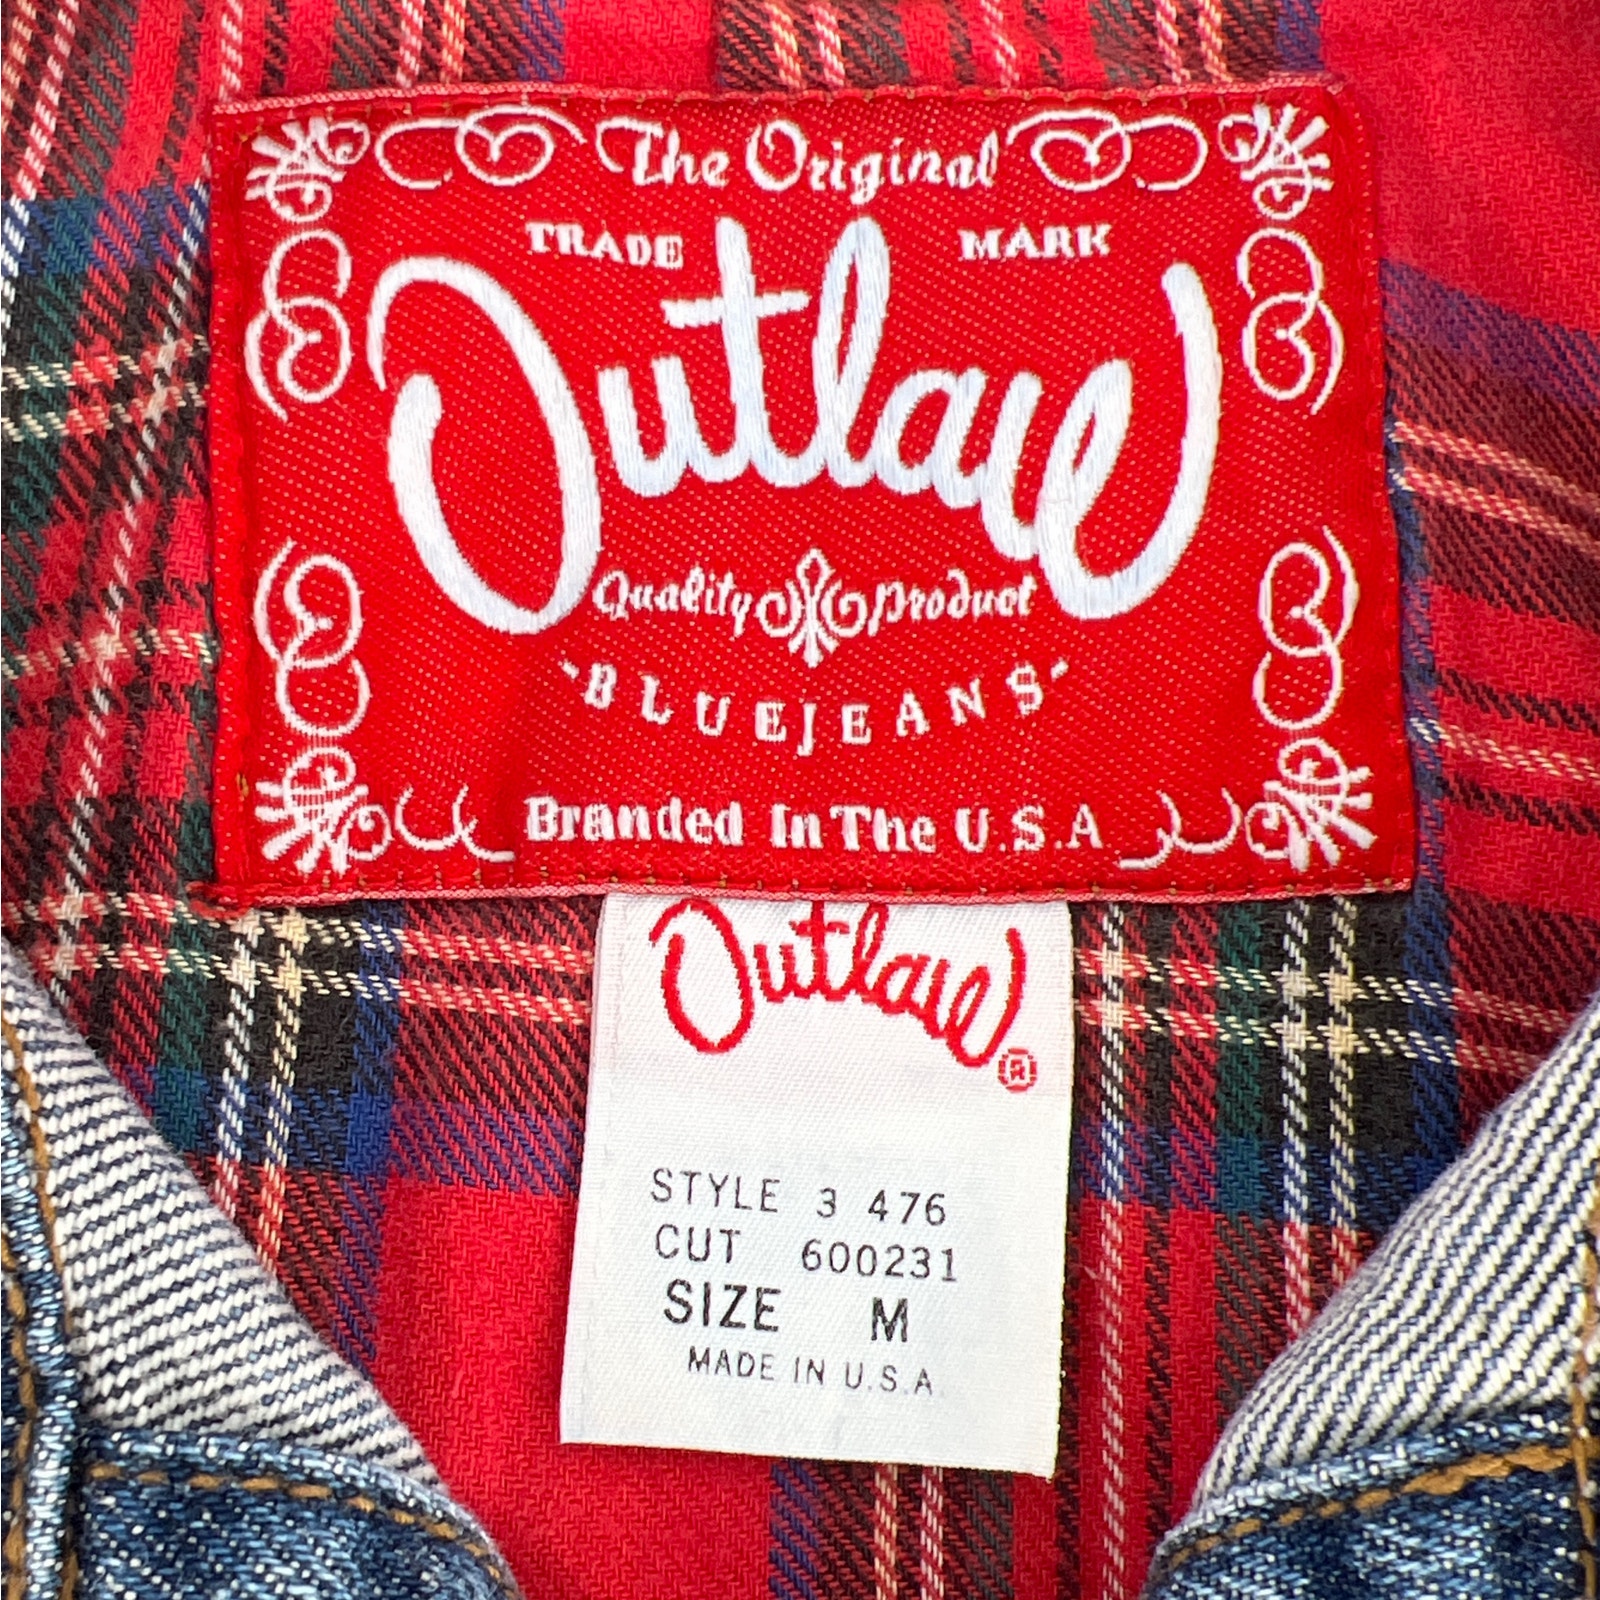 The Original
TRADE MARK
Outlaw
Quality Product
-BLUEJEANS-
Branded In The U.S.A
Outlaw®
STYLE 3 476
CUT 600231
SIZE M
MADE IN U.S.A.